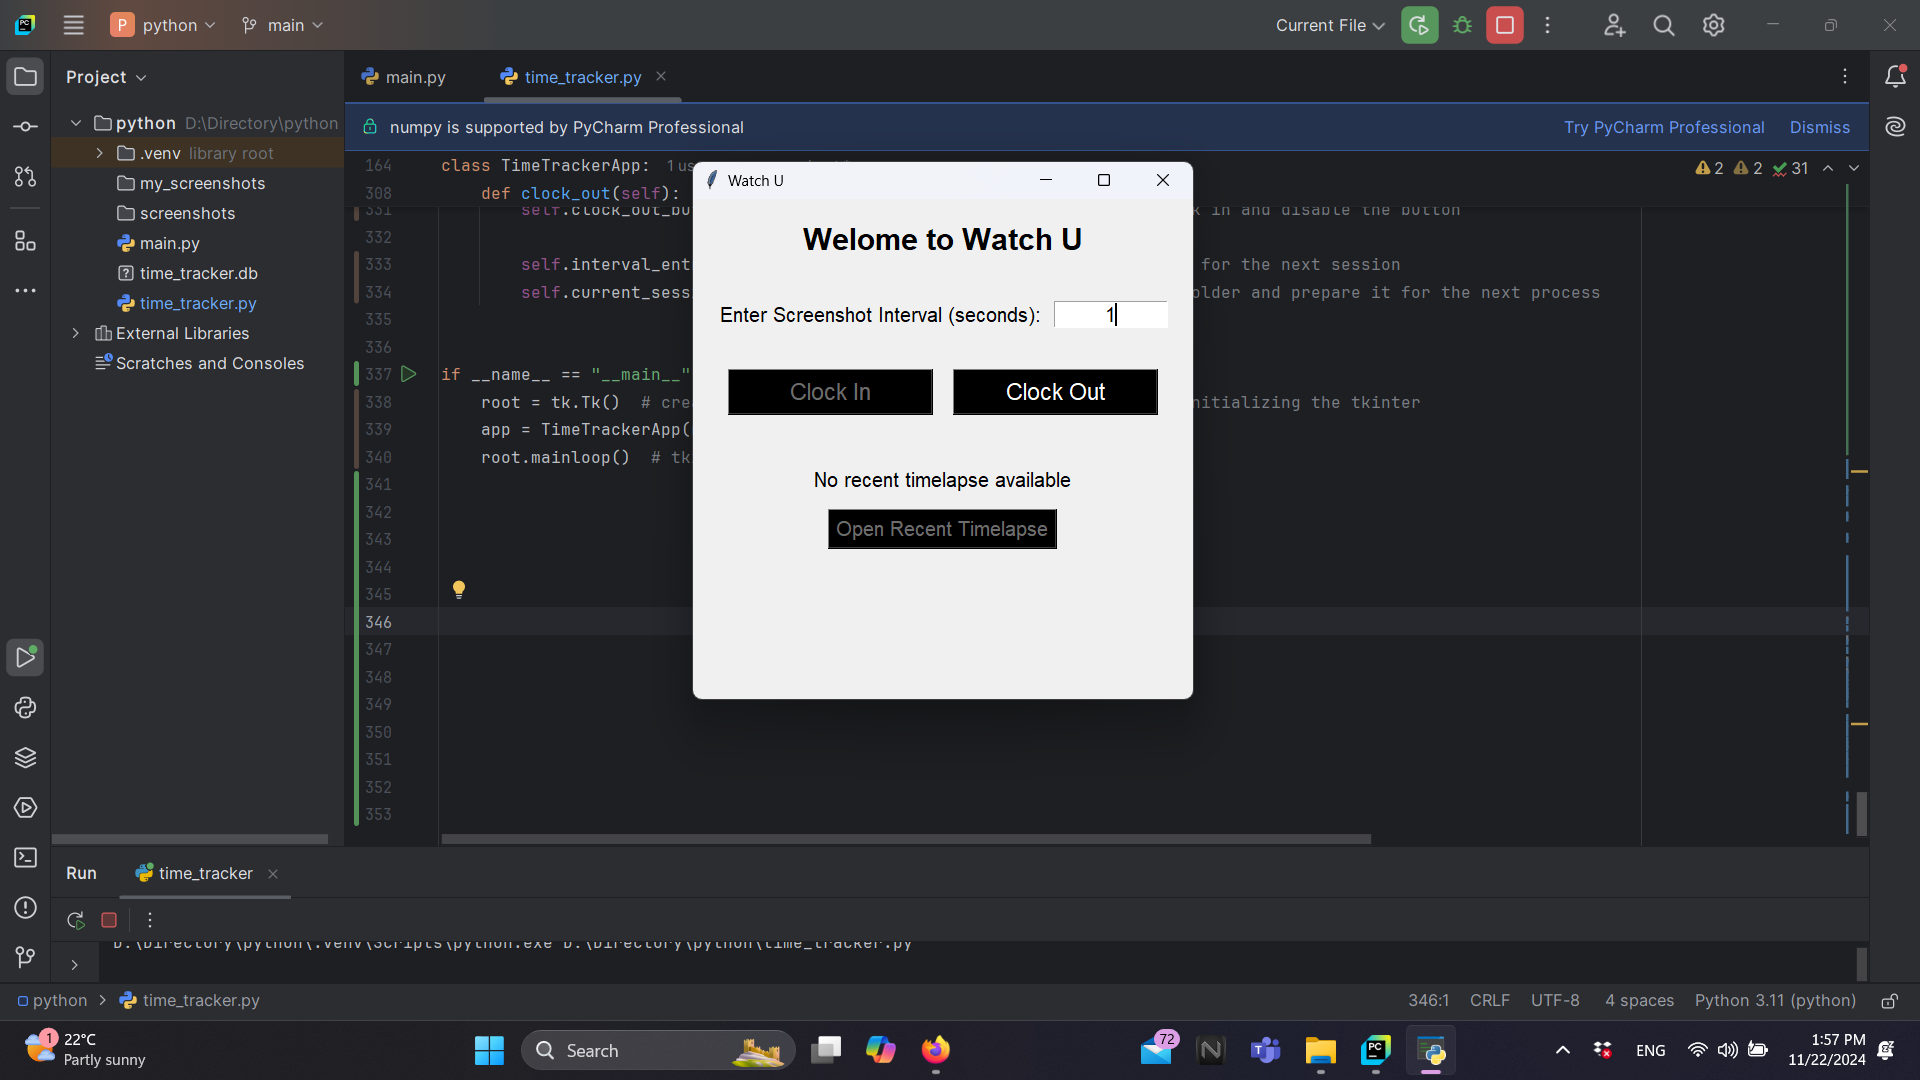 P python main Current File
Project main.py time_tracker.py
python D:\Directory\python
numpy is supported by PyCharm Professional Try PyCharm Professional Dismiss
.venv library root
my_screenshots
screenshots
main.py
time_tracker.db
time_tracker.py
External Libraries
Scratches and Consoles
164 class TimeTrackerApp:
308 def clock_out(self):
2 2 31
331 in and disable the button
332
333 self.interval_ent for the next session
334 self.current_sess older and prepare it for the next process
335
336
337 if __name__ == "__main__"
338 root = tk.Tk() # cre nitializing the tkinter
339 app = TimeTrackerApp(
340 root.mainloop() # tk
341
342
343
344
345
346
347
348
349
350
351
352
353
Watch U
Welome to Watch U
Enter Screenshot Interval (seconds): 1
Clock In Clock Out
No recent timelapse available
Open Recent Timelapse
Run time_tracker
D:\Directory\python\.venv\Scripts\python.exe D:\Directory\python\time_tracker.py
python time_tracker.py 346:1 CRLF UTF-8 4 spaces Python 3.11 (python)
1 22°C
Partly sunny
Search
72
PC
ENG
1:57 PM
11/22/2024